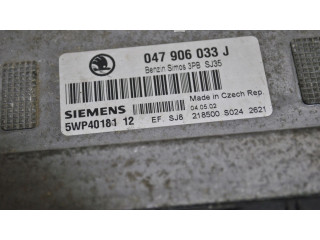 047 906 033 J
Benzin Simos 3PB SJ35
SIEMENS
Made in Czech Rep.
04.05.02
5WP40181 12
EF. SJ6
218500 S024 2621